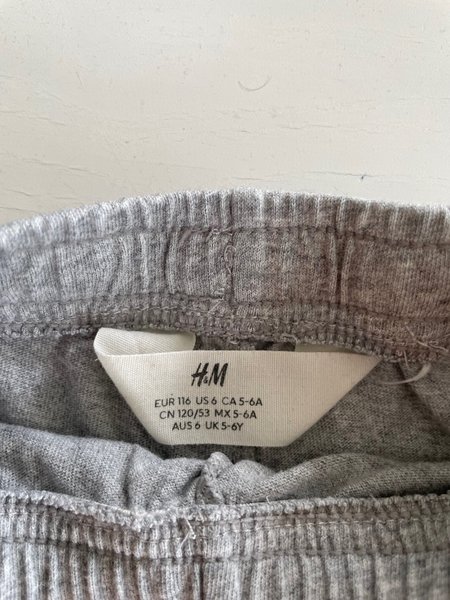 H&M
EUR 116 US 6 CA 5-6A
CN 120/53 MX 5-6A
AUS 6 UK 5-6Y